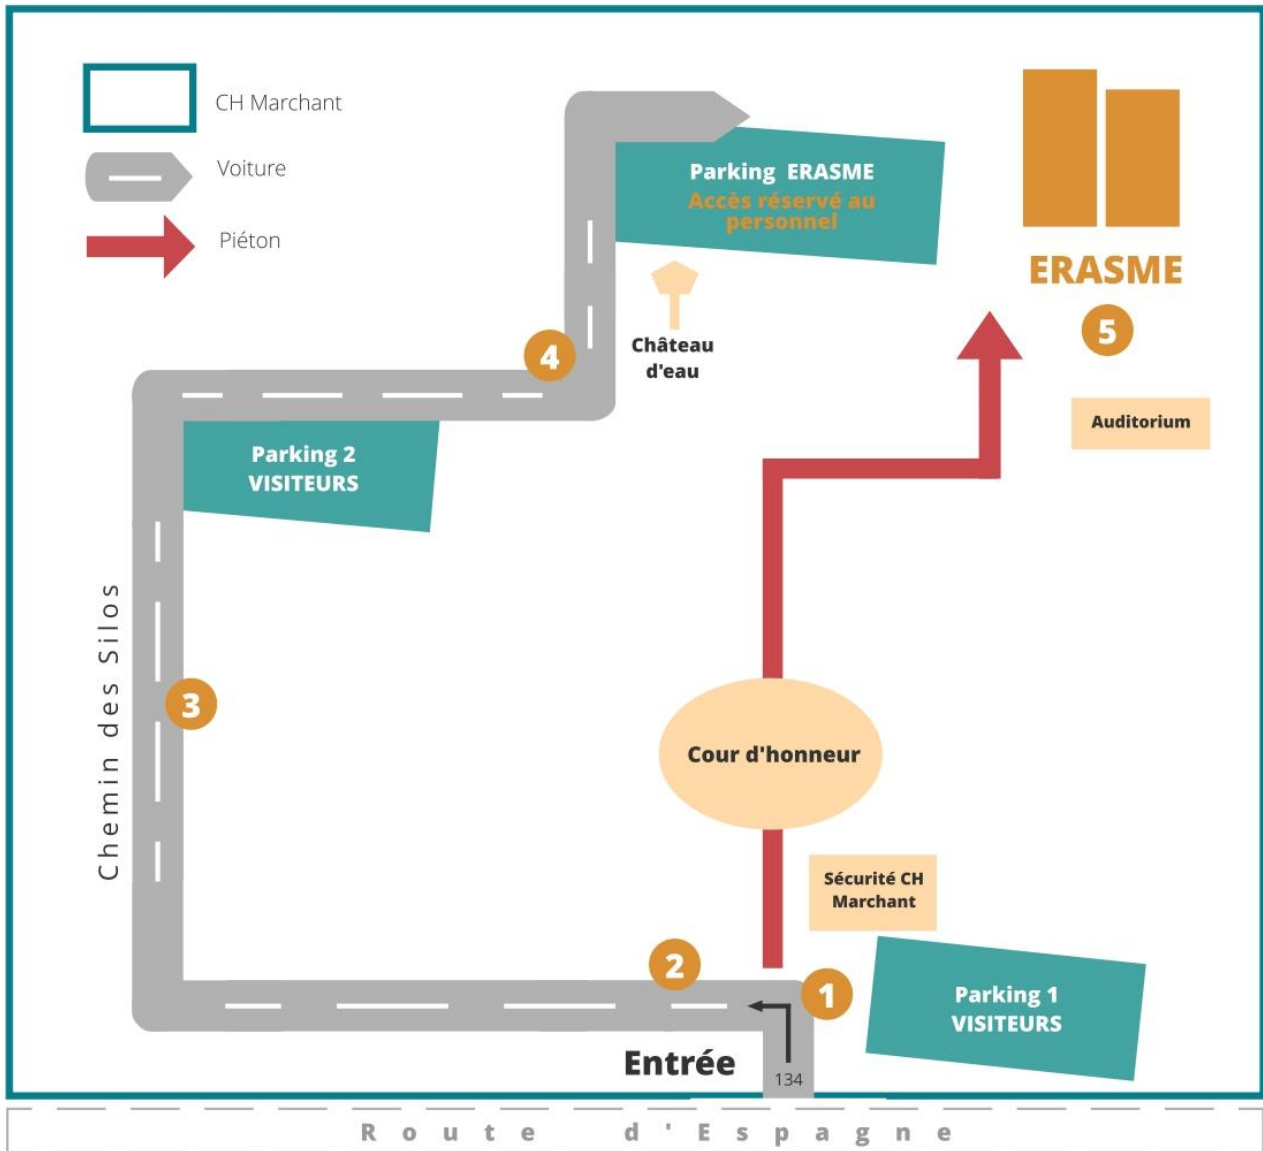 CH Marchant
Voiture
Piéton
Parking ERASME
Accès réservé au
personnel
ERASME
5
4
Château
d'eau
Auditorium
Parking 2
VISITEURS
Chemin des Silos
3
Cour d'honneur
Sécurité CH
Marchant
2
1
Parking 1
VISITEURS
Entrée
134
Route d'Espagne